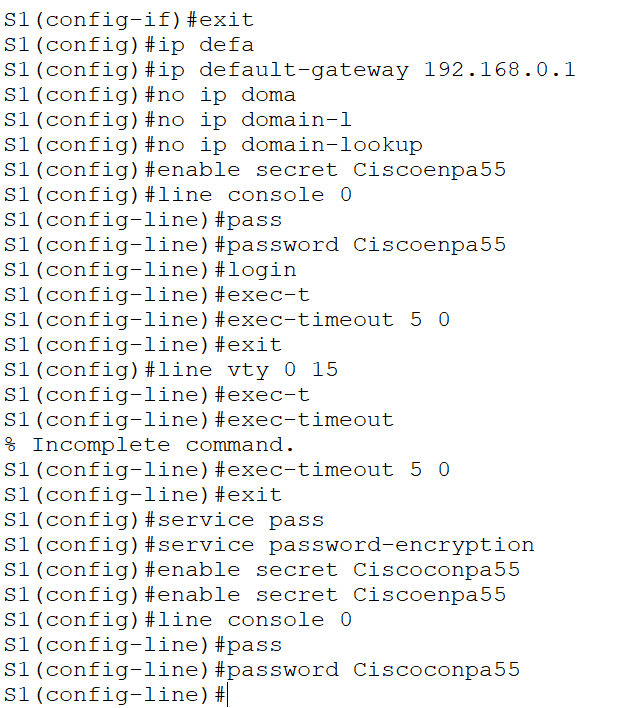 S1(config-if)#exit
S1(config)#ip defa
S1(config)#ip default-gateway 192.168.0.1
S1(config)#no ip doma
S1(config)#no ip domain-l
S1(config)#no ip domain-lookup
S1(config)#enable secret Ciscoenpa55
S1(config)#line console 0
S1(config-line)#pass
S1(config-line)#password Ciscoenpa55
S1(config-line)#login
S1(config-line)#exec-t
S1(config-line)#exec-timeout 5 0
S1(config-line)#exit
S1(config)#line vty 0 15
S1(config-line)#exec-t
S1(config-line)#exec-timeout
% Incomplete command.
S1(config-line)#exec-timeout 5 0
S1(config-line)#exit
S1(config)#service pass
S1(config)#service password-encryption
S1(config)#enable secret Ciscoconpa55
S1(config)#enable secret Ciscoenpa55
S1(config)#line console 0
S1(config-line)#pass
S1(config-line)#password Ciscoconpa55
S1(config-line)#